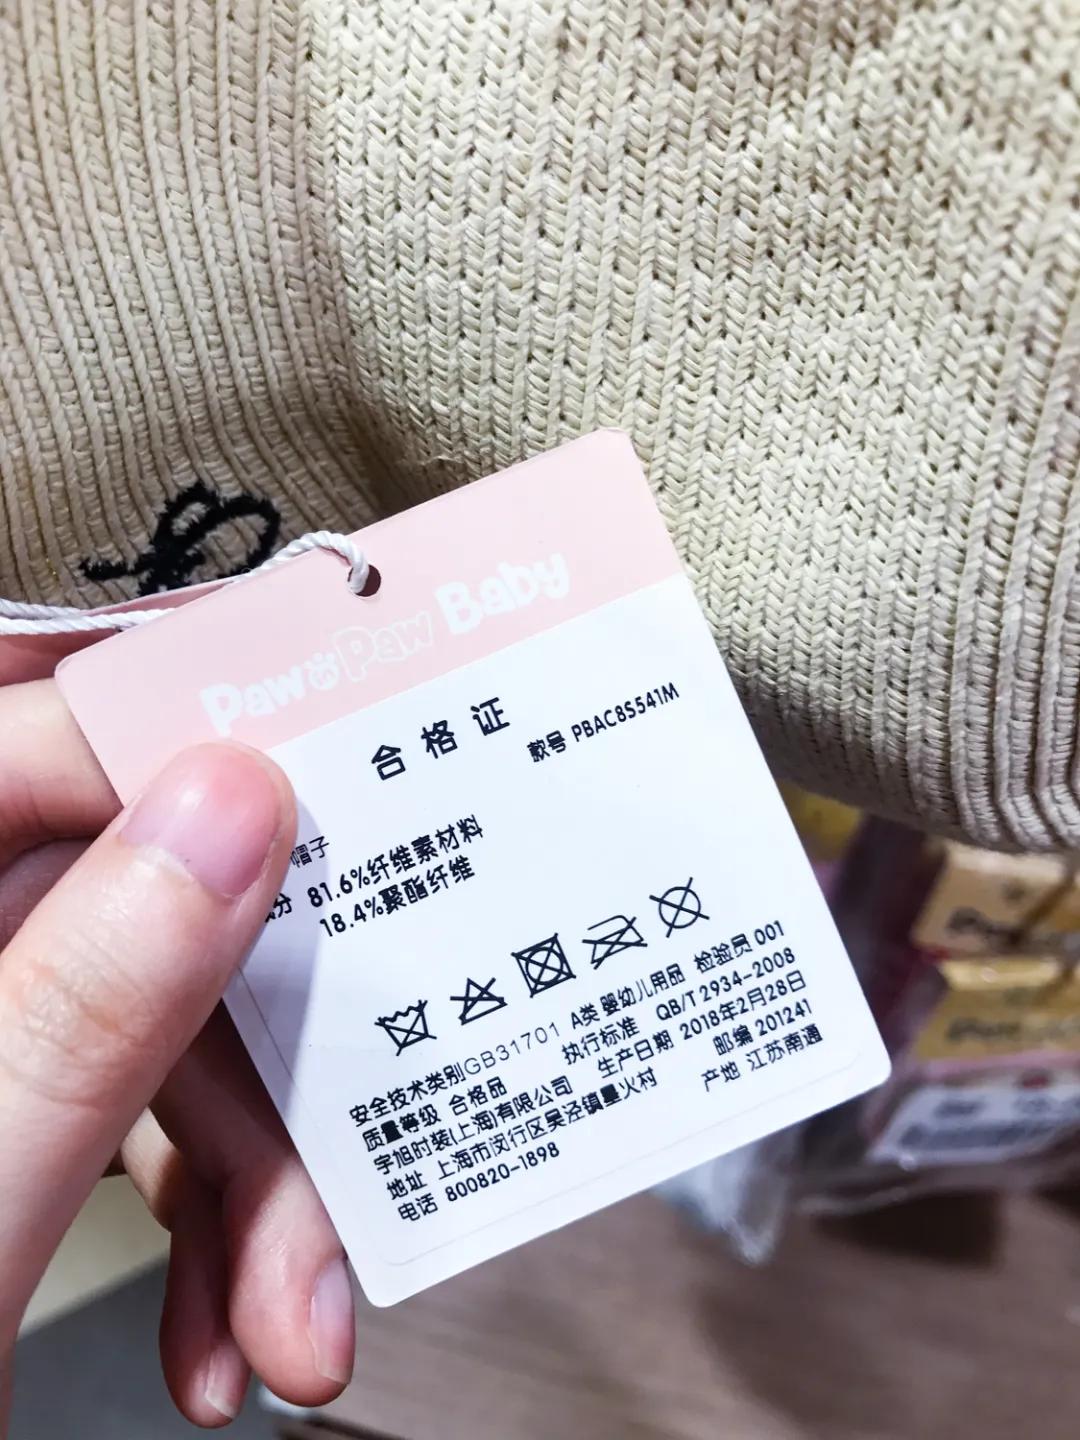 Paw in Paw Baby
合格证
款号 PBAC8S541M
帽子
分 81.6%纤维素材料
18.4%聚酯纤维
安全技术类别GB31701 A类 婴幼儿用品 检验员 001
质量等级 合格品 执行标准 QB/T 2934-2008
宇旭时装(上海)有限公司 生产日期 2018年2月28日
地址 上海市闵行区吴泾镇星火村 邮编 201241
电话 800820-1898 产地 江苏南通